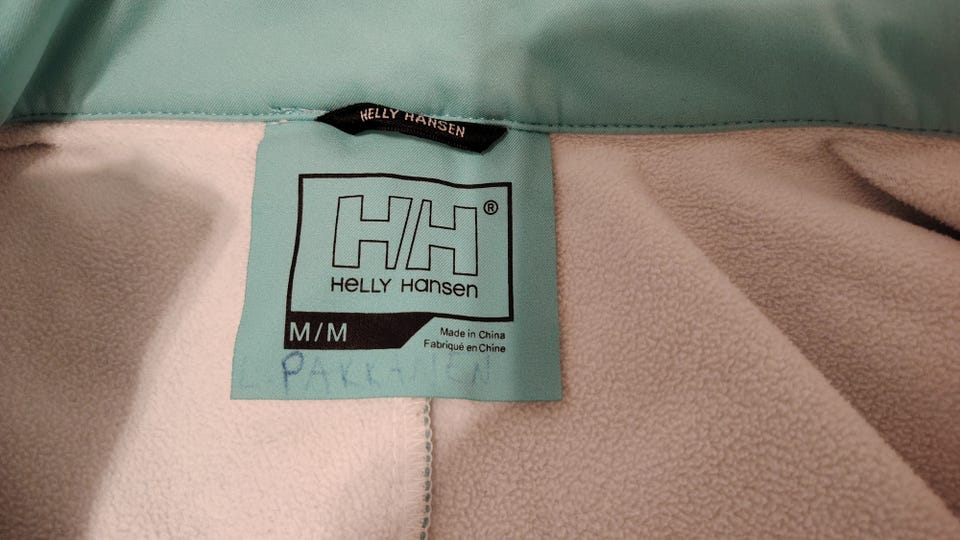 HELLY HANSEN
H/H®
HELLY HANSEN
M/M
Made in China
Fabriqué en Chine
L. PAKKANEN